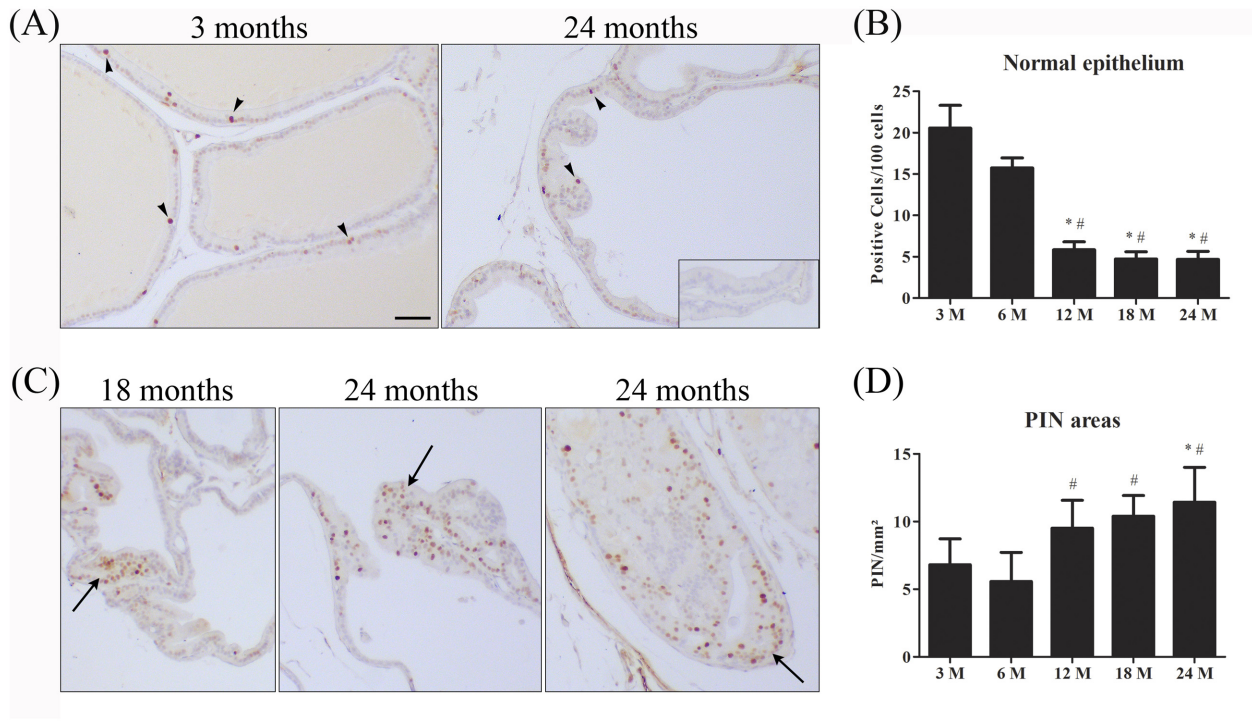 (A)
3 months
24 months
(B)
Normal epithelium
Positive Cells/100 cells
25
20
15
10
5
0
* #
* #
* #
3 M
6 M
12 M
18 M
24 M
(C)
18 months
24 months
24 months
(D)
PIN areas
PIN/mm²
15
10
5
0
#
#
* #
3 M
6 M
12 M
18 M
24 M